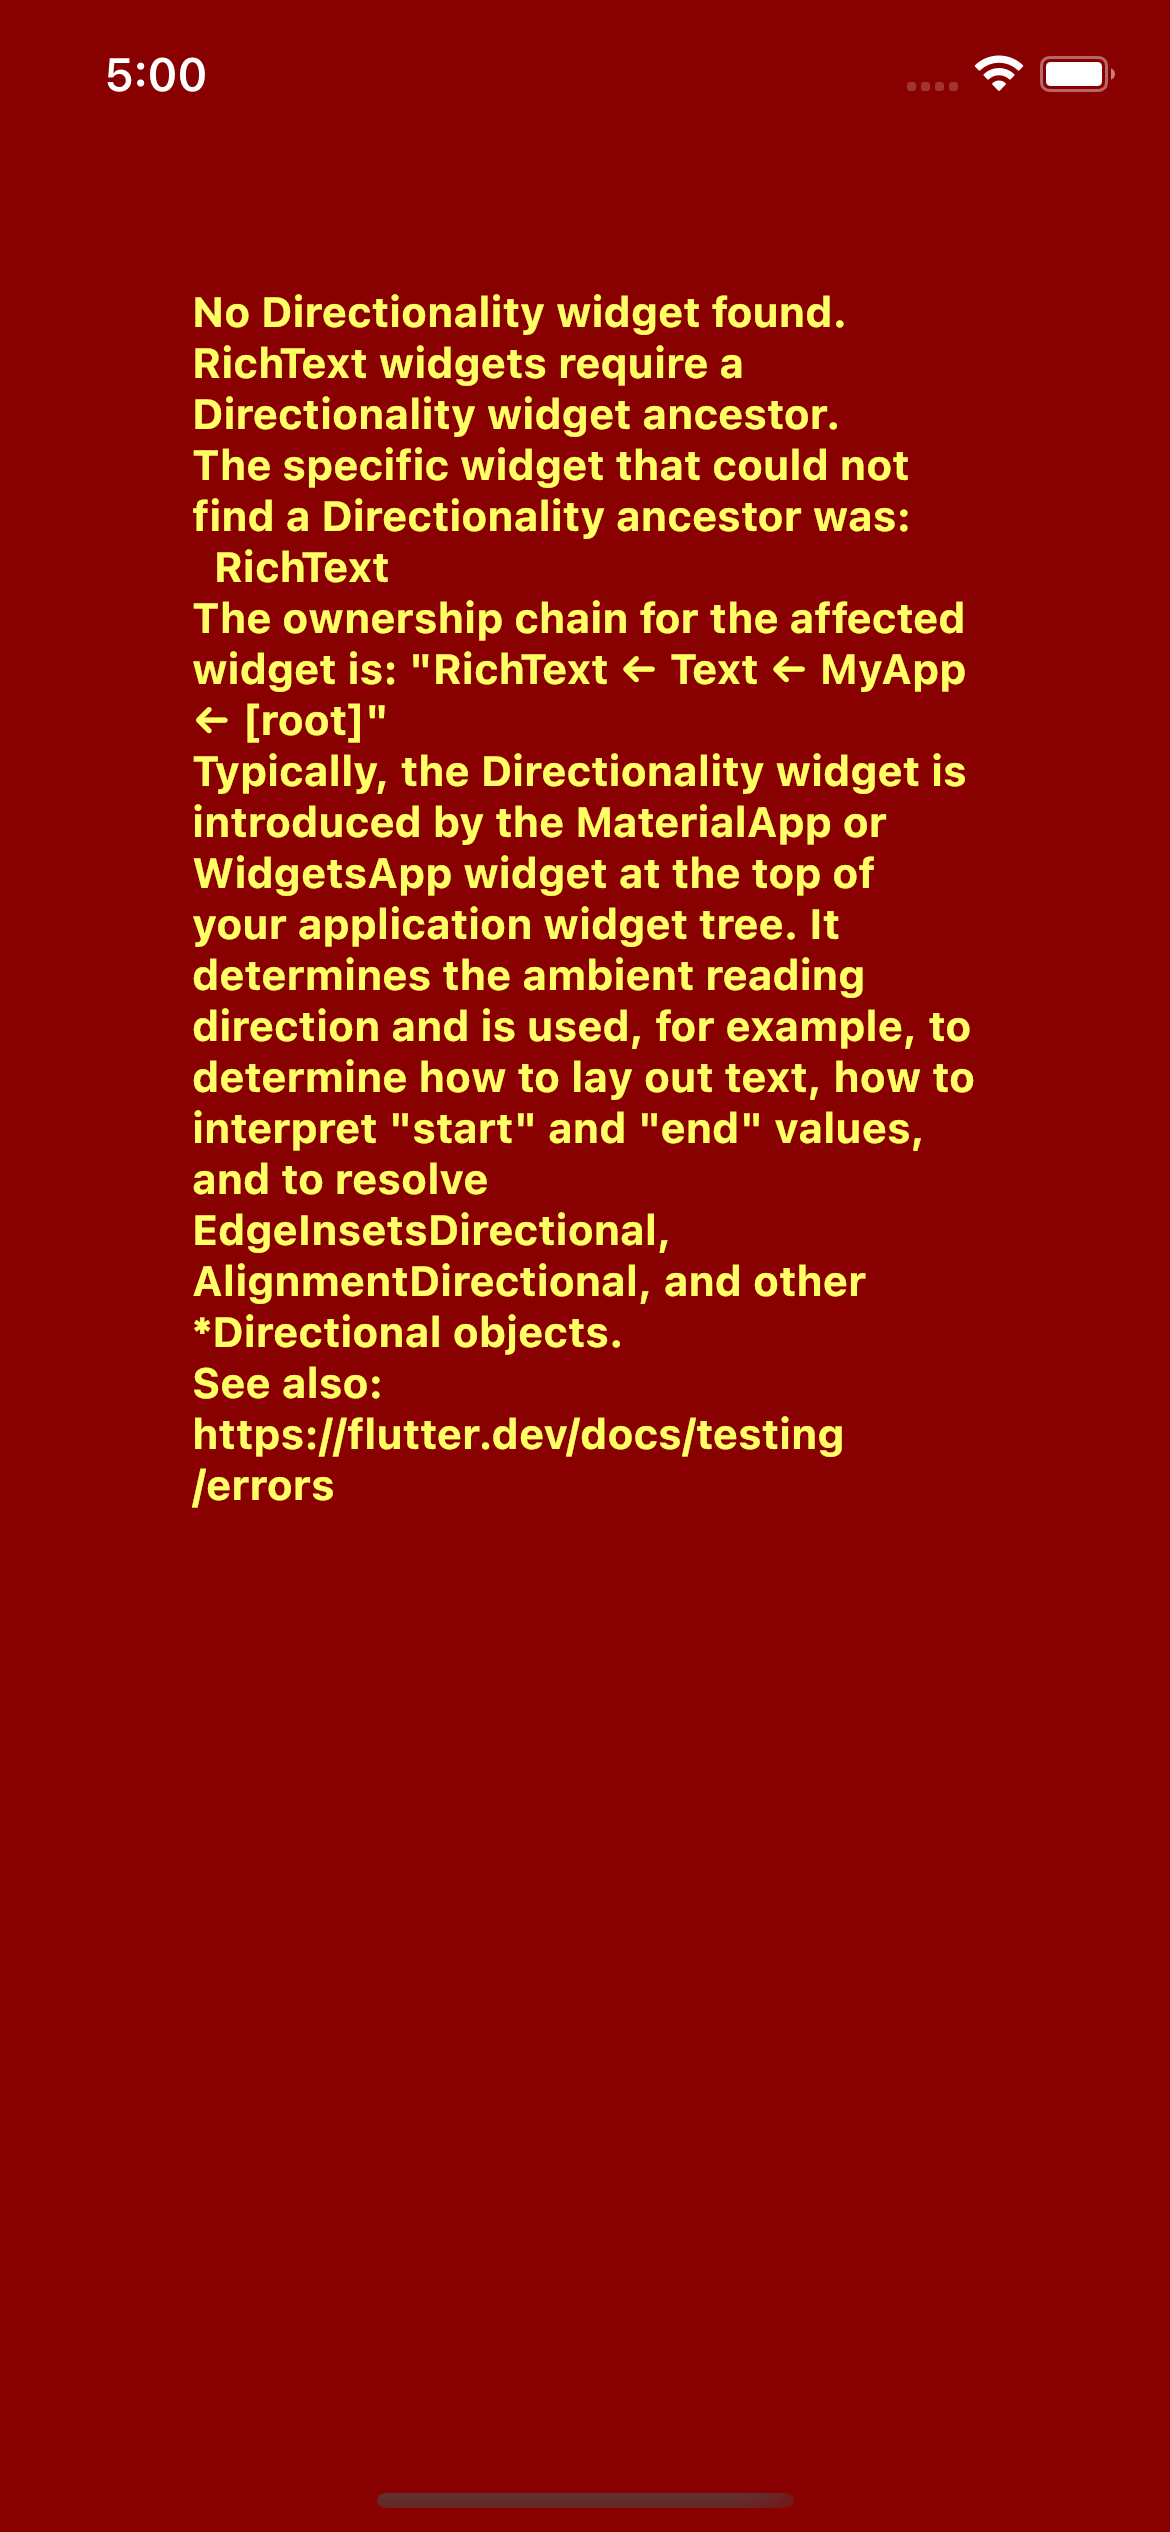 5:00
No Directionality widget found.
RichText widgets require a
Directionality widget ancestor.
The specific widget that could not
find a Directionality ancestor was:
  RichText
The ownership chain for the affected
widget is: "RichText ← Text ← MyApp
← [root]"
Typically, the Directionality widget is
introduced by the MaterialApp or
WidgetsApp widget at the top of
your application widget tree. It
determines the ambient reading
direction and is used, for example, to
determine how to lay out text, how to
interpret "start" and "end" values,
and to resolve
EdgeInsetsDirectional,
AlignmentDirectional, and other
*Directional objects.
See also:
https://flutter.dev/docs/testing
/errors